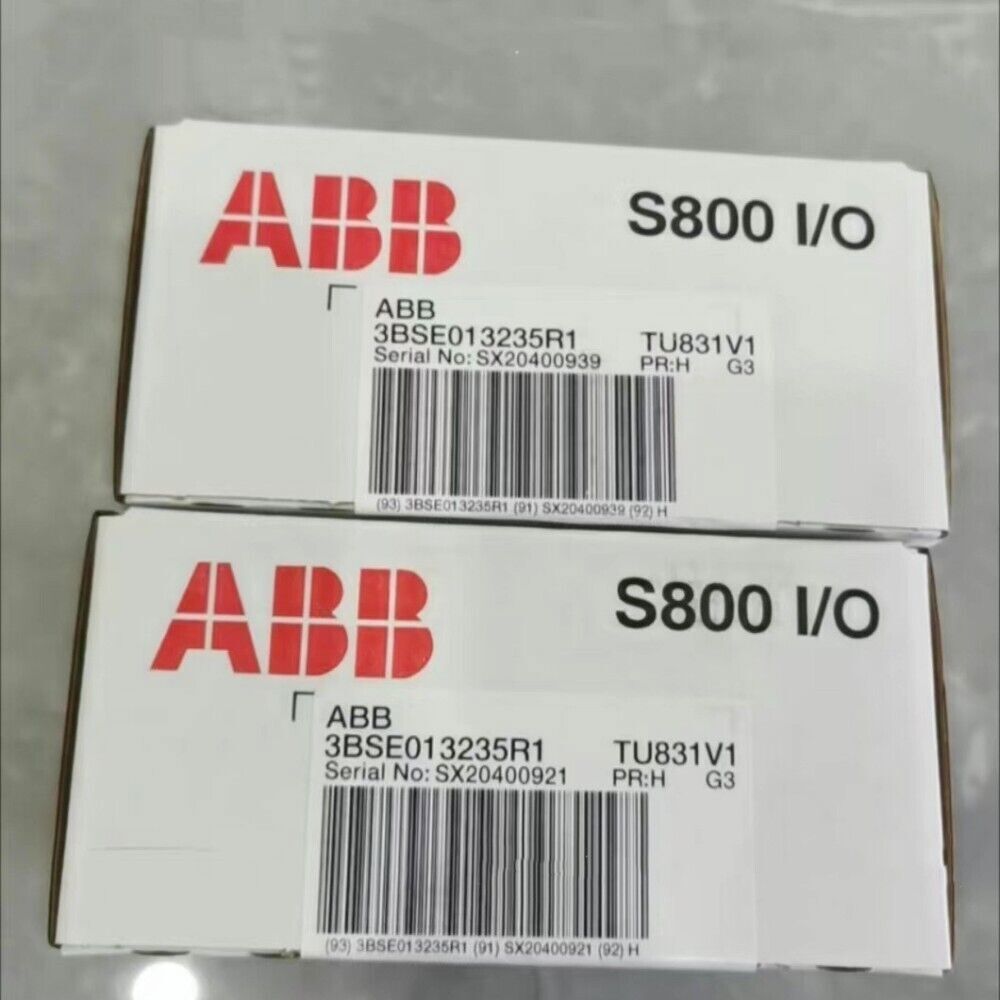 ABB S800 I/O
ABB
3BSE013235R1 TU831V1
Serial No: SX20400939 PR:H G3
(93) 3BSE013235R1 (91) SX20400939 (92) H
ABB S800 I/O
ABB
3BSE013235R1 TU831V1
Serial No: SX20400921 PR:H G3
(93) 3BSE013235R1 (91) SX20400921 (92) H